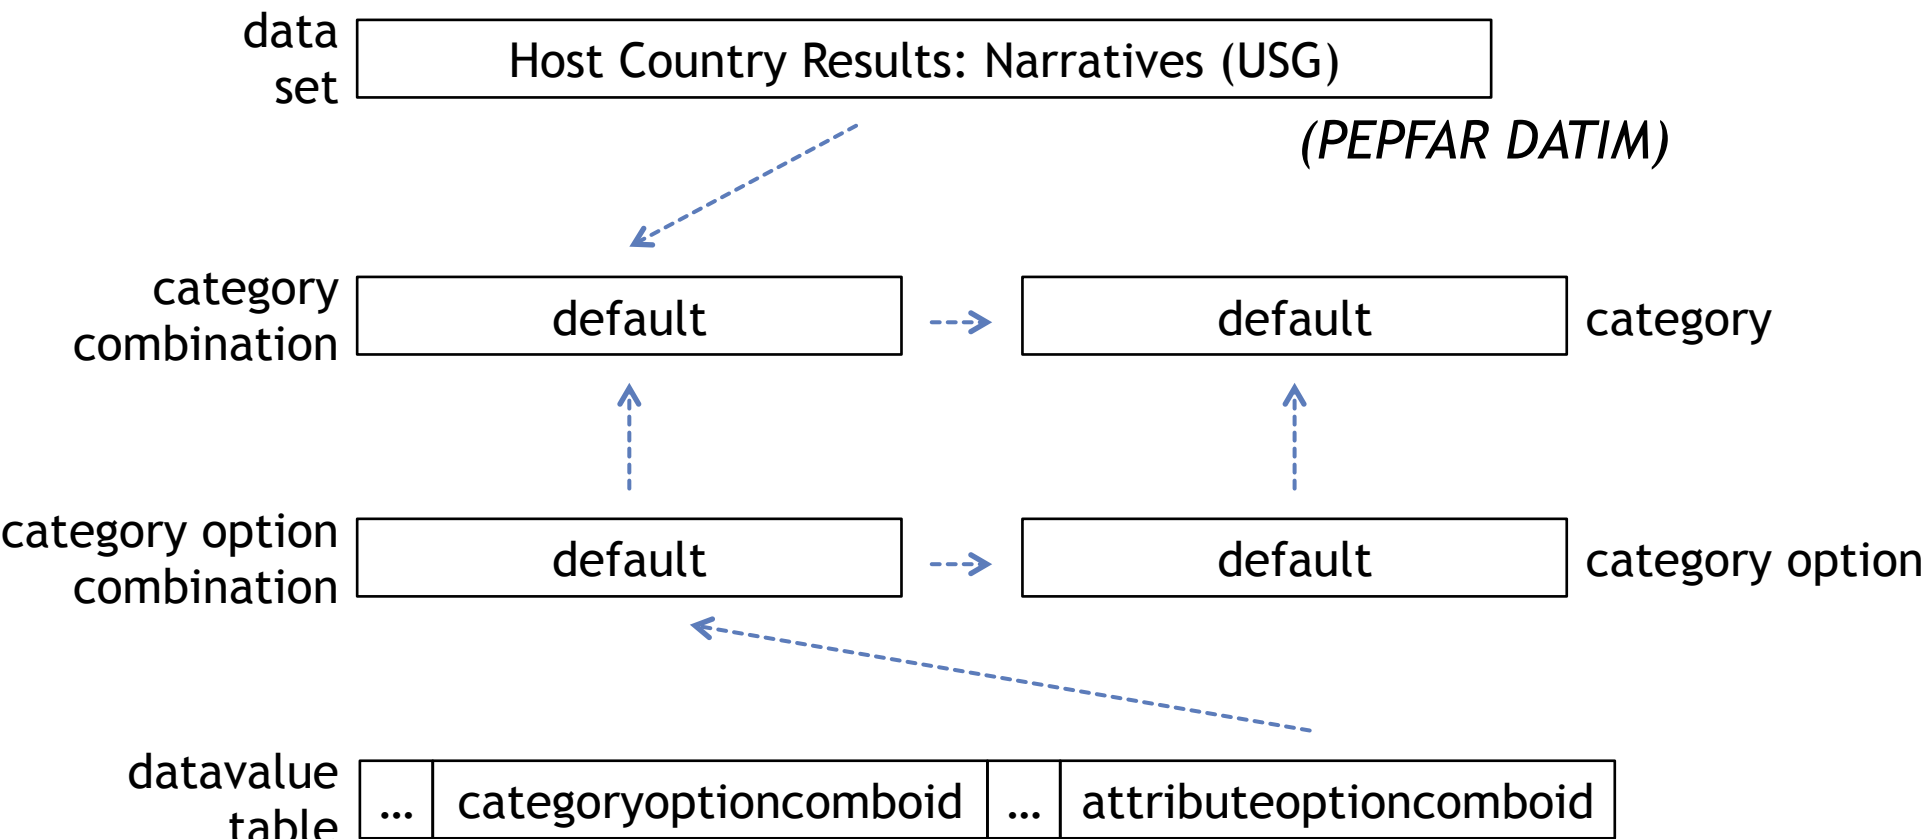 data
set
Host Country Results: Narratives (USG)
(PEPFAR DATIM)
category
combination
default
default
category
category option
combination
default
default
category option
datavalue
table
... categoryoptioncomboid ... attributeoptioncomboid